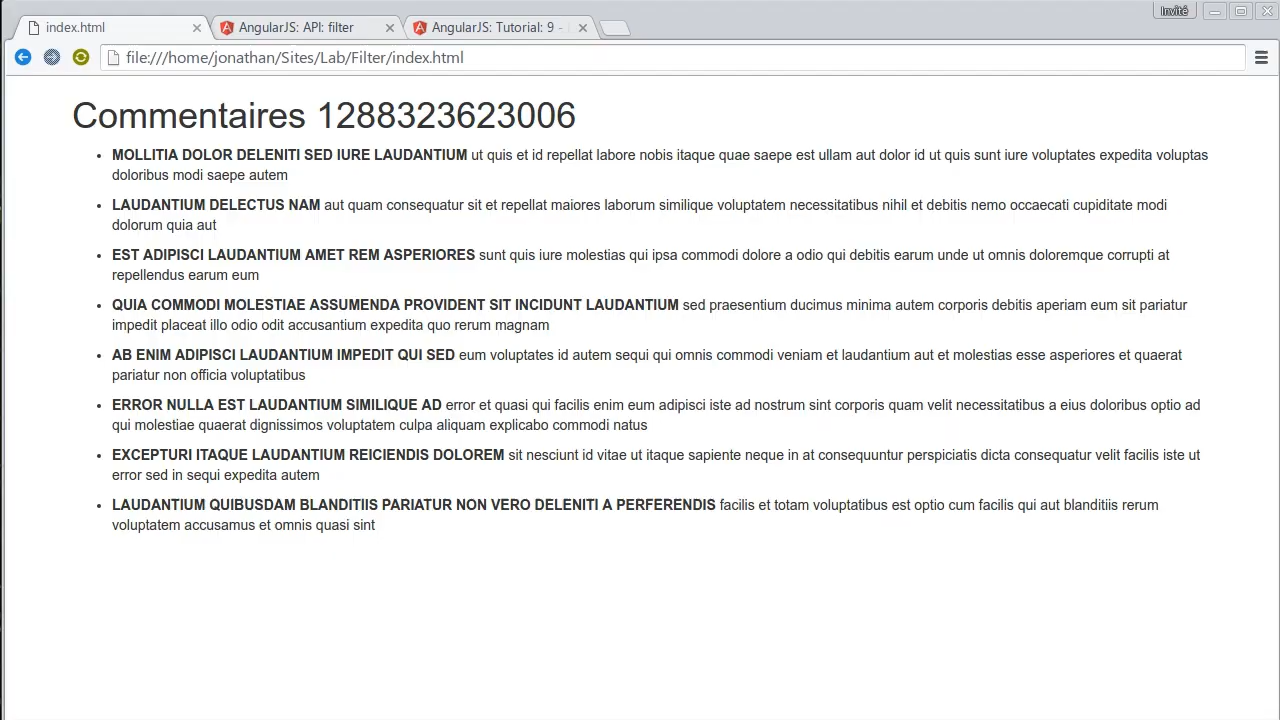 Invité
index.html
AngularJS: API: filter
AngularJS: Tutorial: 9 -
file:///home/jonathan/Sites/Lab/Filter/index.html
Commentaires 1288323623006
• MOLLITIA DOLOR DELENITI SED IURE LAUDANTIUM ut quis et id repellat labore nobis itaque quae saepe est ullam aut dolor id ut quis sunt iure voluptates expedita voluptas
doloribus modi saepe autem
• LAUDANTIUM DELECTUS NAM aut quam consequatur sit et repellat maiores laborum similique voluptatem necessitatibus nihil et debitis nemo occaecati cupiditate modi
dolorum quia aut
• EST ADIPISCI LAUDANTIUM AMET REM ASPERIORES sunt quis iure molestias qui ipsa commodi dolore a odio qui debitis earum unde ut omnis doloremque corrupti at
repellendus earum eum
• QUIA COMMODI MOLESTIAE ASSUMENDA PROVIDENT SIT INCIDUNT LAUDANTIUM sed praesentium ducimus minima autem corporis debitis aperiam eum sit pariatur
impedit placeat illo odio odit accusantium expedita quo rerum magnam
• AB ENIM ADIPISCI LAUDANTIUM IMPEDIT QUI SED eum voluptates id autem sequi qui omnis commodi veniam et laudantium aut et molestias esse asperiores et quaerat
pariatur non officia voluptatibus
• ERROR NULLA EST LAUDANTIUM SIMILIQUE AD error et quasi qui facilis enim eum adipisci iste ad nostrum sint corporis quam velit necessitatibus a eius doloribus optio ad
qui molestiae quaerat dignissimos voluptatem culpa aliquam explicabo commodi natus
• EXCEPTURI ITAQUE LAUDANTIUM REICIENDIS DOLOREM sit nesciunt id vitae ut itaque sapiente neque in at consequuntur perspiciatis dicta consequatur velit facilis iste ut
error sed in sequi expedita autem
• LAUDANTIUM QUIBUSDAM BLANDITIIS PARIATUR NON VERO DELENITI A PERFERENDIS facilis et totam voluptatibus est optio cum facilis qui aut blanditiis rerum
voluptatem accusamus et omnis quasi sint